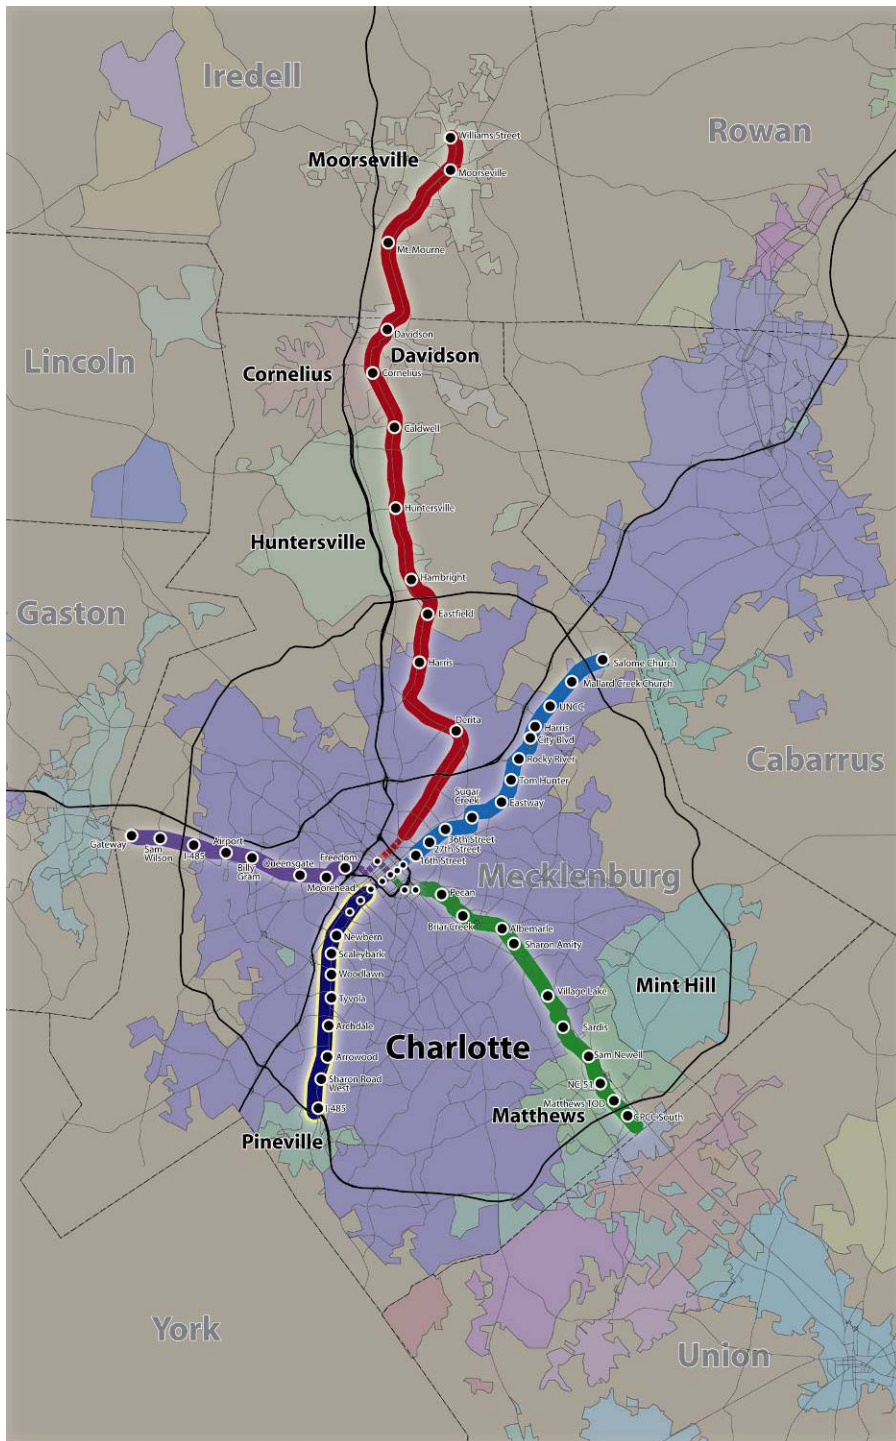 Iredell
Rowan
Williams Street
Moorseville
Moorseville
Mt. Mourne
Davidson
Davidson
Lincoln
Cornelius
Cornelius
Caldwell
Huntersville
Huntersville
Hambright
Gaston
Eastfield
Harris
Salome Church
Mallard Creek Church
UNCC
Derita
Harris
City Blvd
Rocky River
Cabarrus
Tom Hunter
Sugar
Creek
Eastway
36th Street
27th Street
16th Street
Gateway
Sam
Wilson
I-485
Airport
Billy
Gram
Queensgate
Freedom
Moorehead
Mecklenburg
Pecan
Briar Creek
Albemarle
Sharon Amity
Newbern
Scaleybark
Woodlawn
Tyvola
Archdale
Arrowood
Sharon Road
West
I-485
Mint Hill
Village Lake
Sardis
Charlotte
Sam Newell
NC 51
Matthews TOD
Matthews
CPCC-South
Pineville
York
Union